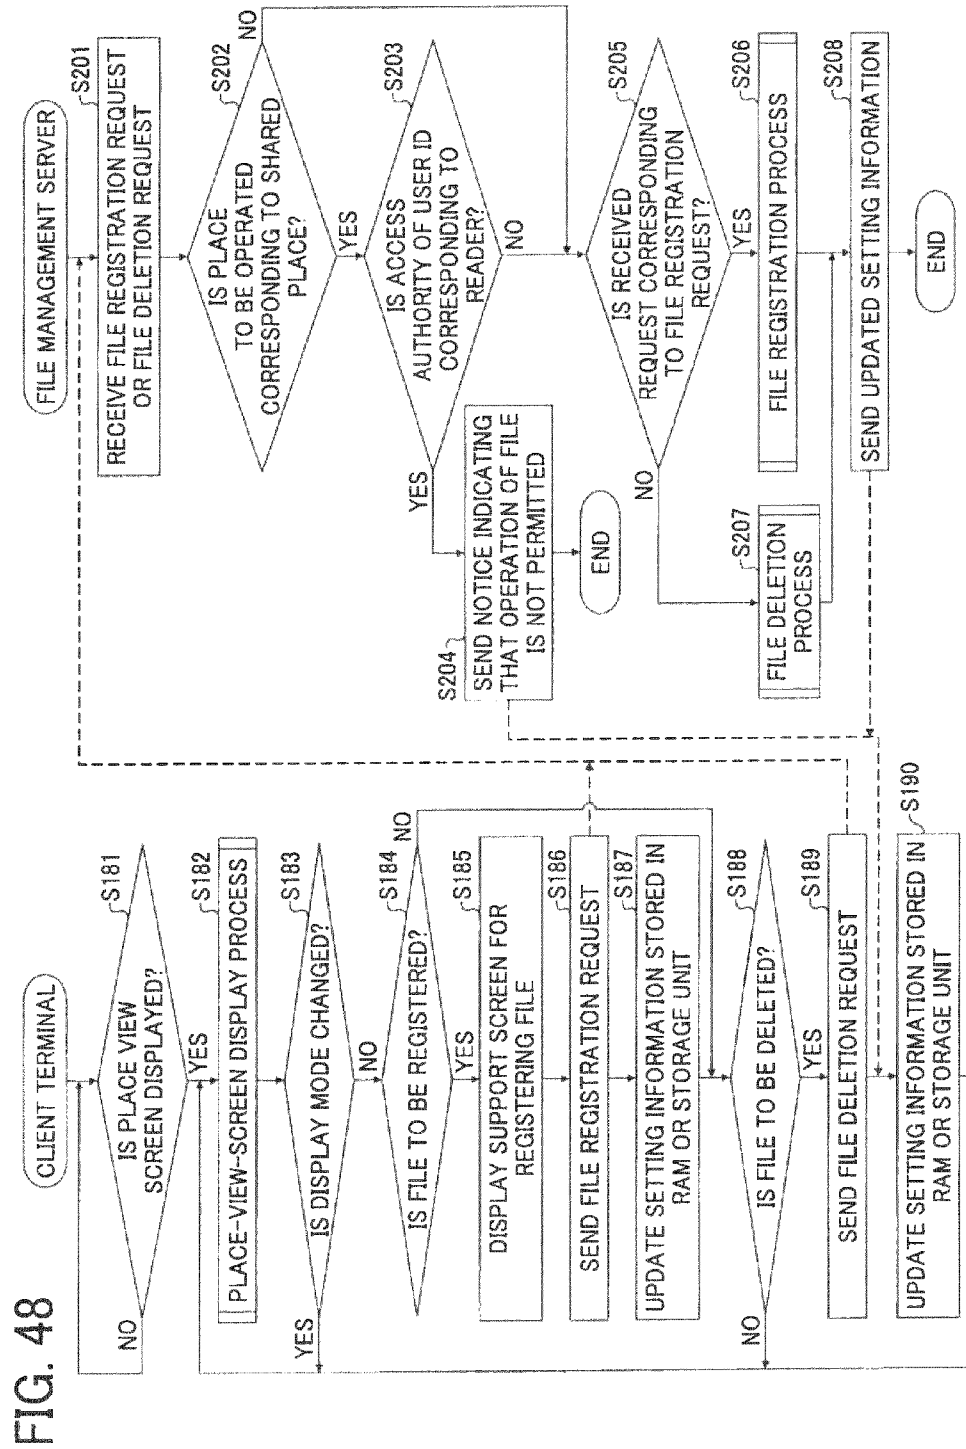 FIG. 48
CLIENT TERMINAL
IS PLACE VIEW
SCREEN DISPLAYED?
S181
NO
YES
S182
PLACE-VIEW-SCREEN DISPLAY PROCESS
S183
IS DISPLAY MODE CHANGED?
YES
NO
S184
IS FILE TO BE REGISTERED?
NO
YES
S185
DISPLAY SUPPORT SCREEN FOR
REGISTERING FILE
S186
SEND FILE REGISTRATION REQUEST
S187
UPDATE SETTING INFORMATION STORED IN
RAM OR STORAGE UNIT
S188
IS FILE TO BE DELETED?
NO
YES
S189
SEND FILE DELETION REQUEST
S190
UPDATE SETTING INFORMATION STORED IN
RAM OR STORAGE UNIT
FILE MANAGEMENT SERVER
S201
RECEIVE FILE REGISTRATION REQUEST
OR FILE DELETION REQUEST
S202
IS PLACE
TO BE OPERATED
CORRESPONDING TO SHARED
PLACE?
NO
YES
S203
IS ACCESS
AUTHORITY OF USER ID
CORRESPONDING TO
READER?
YES
NO
S204
SEND NOTICE INDICATING
THAT OPERATION OF FILE
IS NOT PERMITTED
END
S205
IS RECEIVED
REQUEST CORRESPONDING
TO FILE REGISTRATION
REQUEST?
NO
YES
S206
FILE REGISTRATION PROCESS
S207
FILE DELETION
PROCESS
S208
SEND UPDATED SETTING INFORMATION
END